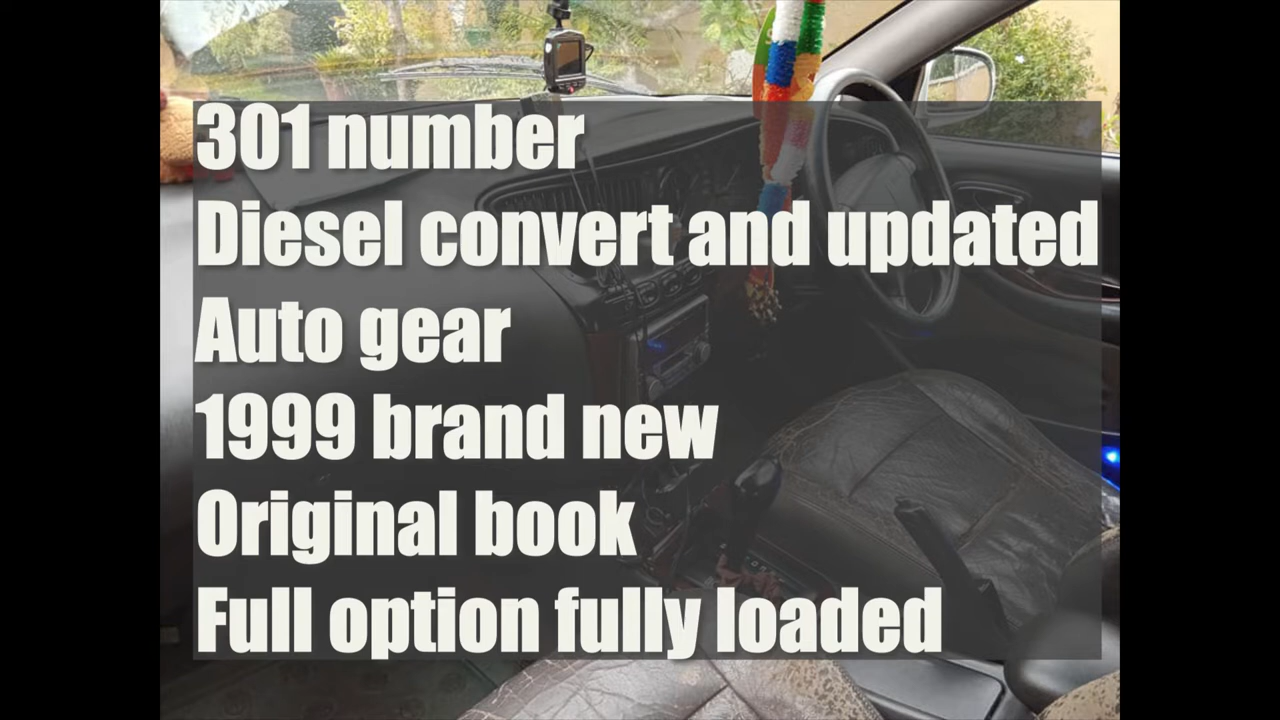 301 number
Diesel convert and updated
Auto gear
1999 brand new
Original book
Full option fully loaded